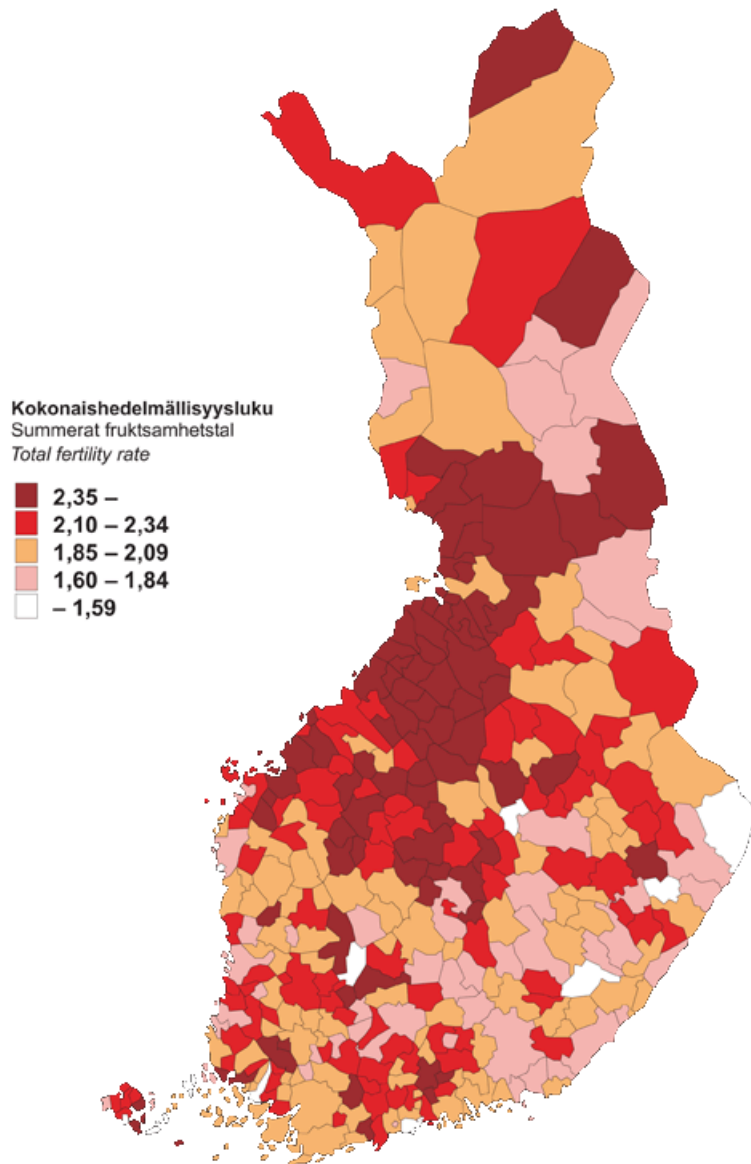 Kokonaishedelmällisyysluku
Summerat fruktsamhetstal
Total fertility rate
2,35 –
2,10 – 2,34
1,85 – 2,09
1,60 – 1,84
– 1,59